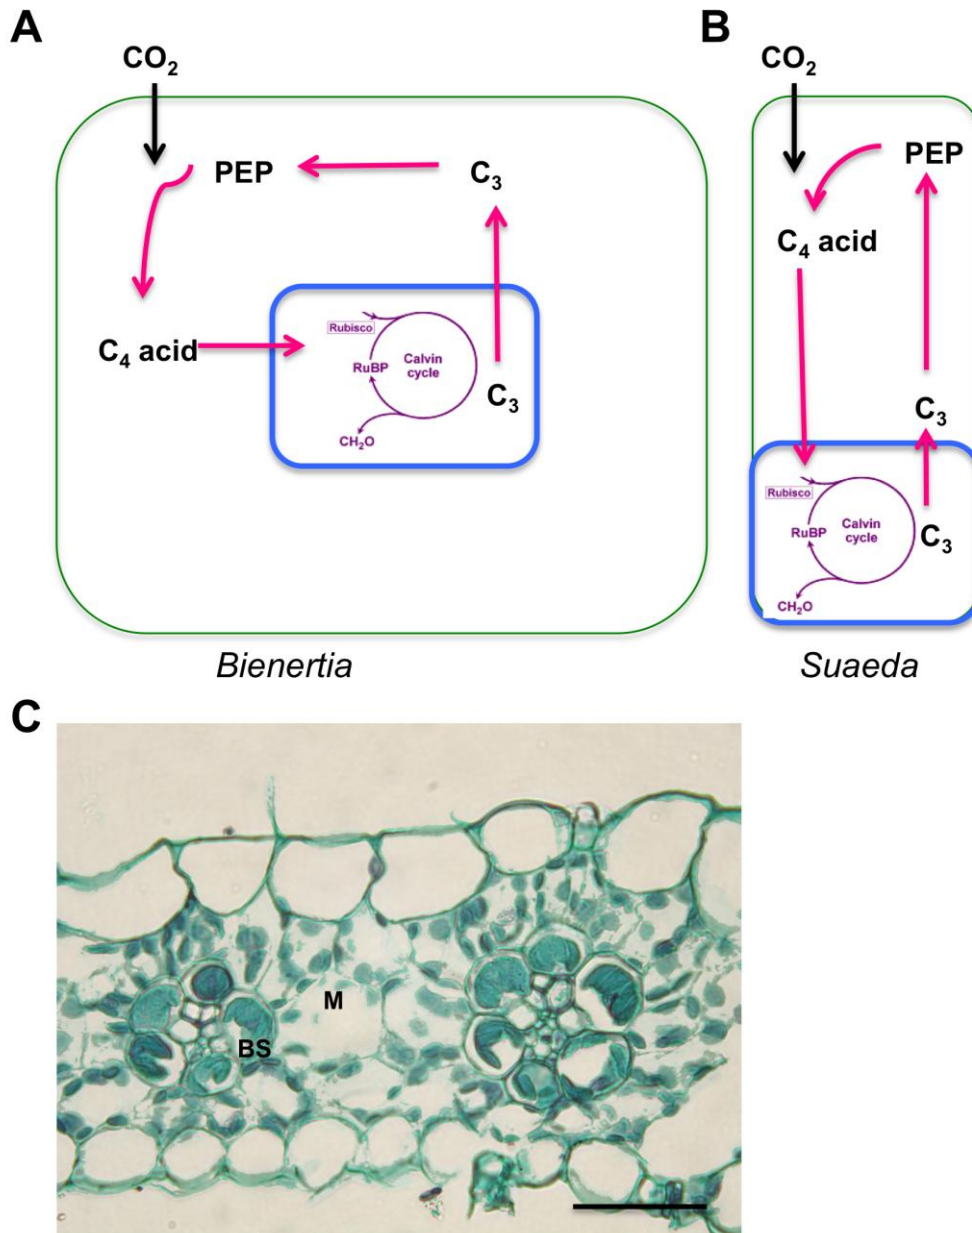 A
CO₂
PEP
C₃
C₄ acid
Rubisco
RuBP
Calvin
cycle
C₃
CH₂O
Bienertia
B
CO₂
PEP
C₄ acid
C₃
Rubisco
RuBP
Calvin
cycle
C₃
CH₂O
Suaeda
C
M
BS